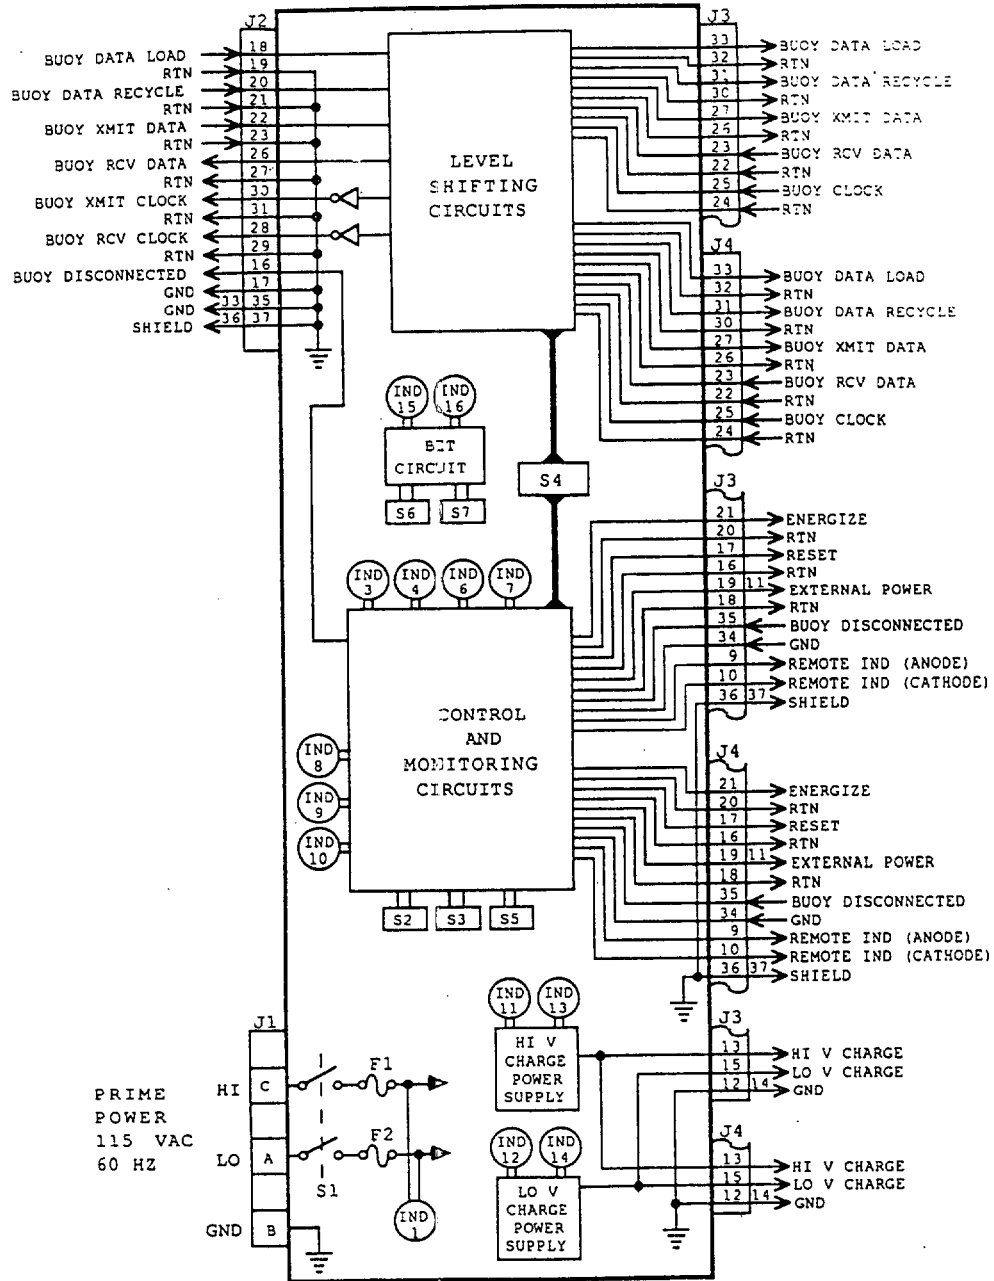 J2
BUOY DATA LOAD 18
RTN 19
BUOY DATA RECYCLE 20
RTN 21
BUOY XMIT DATA 22
RTN 23
BUOY RCV DATA 26
RTN 27
BUOY XMIT CLOCK 30
RTN 31
BUOY RCV CLOCK 28
RTN 29
BUOY DISCONNECTED 16
GND 17
GND 33 35
SHIELD 36 37
LEVEL
SHIFTING
CIRCUITS
J3
33 BUOY DATA LOAD
32 RTN
31 BUOY DATA RECYCLE
30 RTN
27 BUOY XMIT DATA
26 RTN
23 BUOY RCV DATA
22 RTN
25 BUOY CLOCK
24 RTN
J4
33 BUOY DATA LOAD
32 RTN
31 BUOY DATA RECYCLE
30 RTN
27 BUOY XMIT DATA
26 RTN
23 BUOY RCV DATA
22 RTN
25 BUOY CLOCK
24 RTN
IND 15
IND 16
BIT
CIRCUIT
S6
S7
S4
J3
21 ENERGIZE
20 RTN
17 RESET
16 RTN
19 11 EXTERNAL POWER
18 RTN
35 BUOY DISCONNECTED
34 GND
9 REMOTE IND (ANODE)
10 REMOTE IND (CATHODE)
36 37 SHIELD
IND 3
IND 4
IND 6
IND 7
CONTROL
AND
MONITORING
CIRCUITS
IND 8
IND 9
IND 10
S2
S3
S5
J4
21 ENERGIZE
20 RTN
17 RESET
16 RTN
19 11 EXTERNAL POWER
18 RTN
35 BUOY DISCONNECTED
34 GND
9 REMOTE IND (ANODE)
10 REMOTE IND (CATHODE)
36 37 SHIELD
J1
PRIME
POWER
115 VAC
60 HZ
HI C
LO A
GND B
F1
F2
S1
IND 1
IND 11
IND 13
HI V
CHARGE
POWER
SUPPLY
IND 12
IND 14
LO V
CHARGE
POWER
SUPPLY
J3
13 HI V CHARGE
15 LO V CHARGE
12 14 GND
J4
13 HI V CHARGE
15 LO V CHARGE
12 14 GND